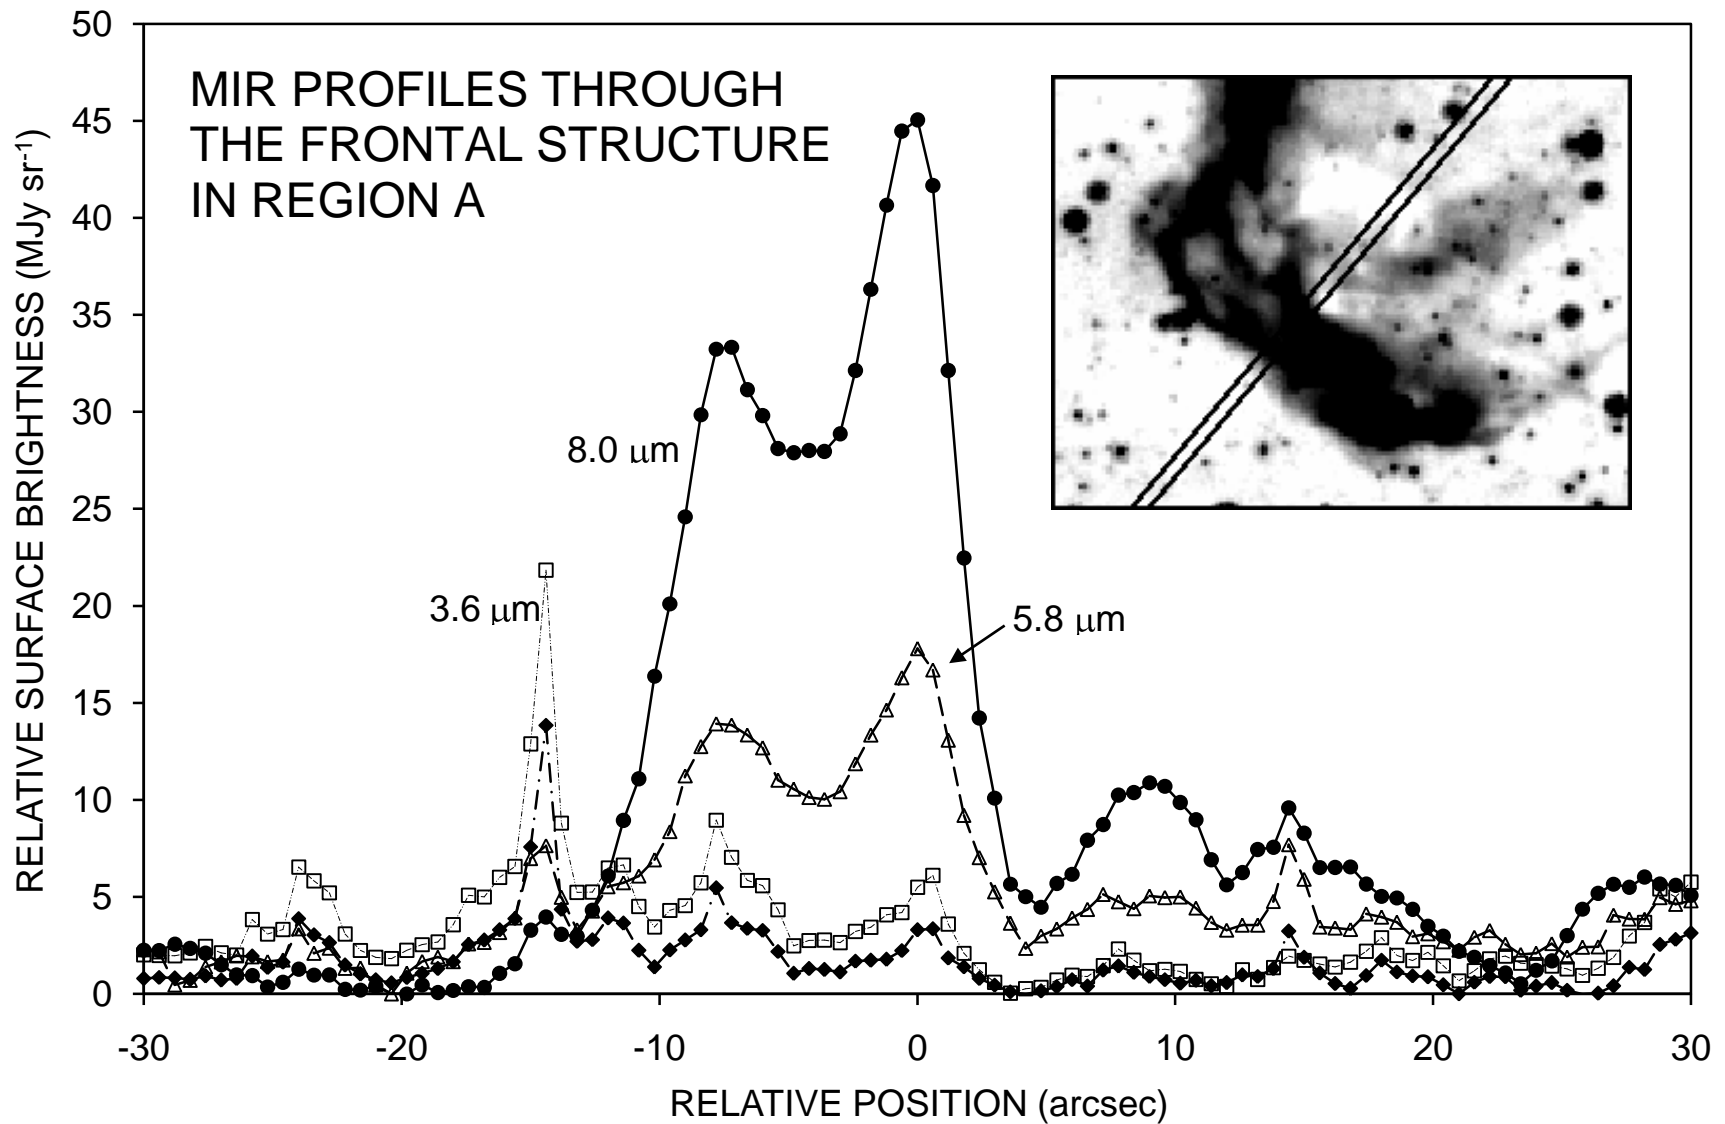 MIR PROFILES THROUGH
THE FRONTAL STRUCTURE
IN REGION A
RELATIVE SURFACE BRIGHTNESS (MJy sr-1)
50
45
40
35
30
25
20
15
10
5
0
8.0 μm
3.6 μm
5.8 μm
-30
-20
-10
0
10
20
30
RELATIVE POSITION (arcsec)